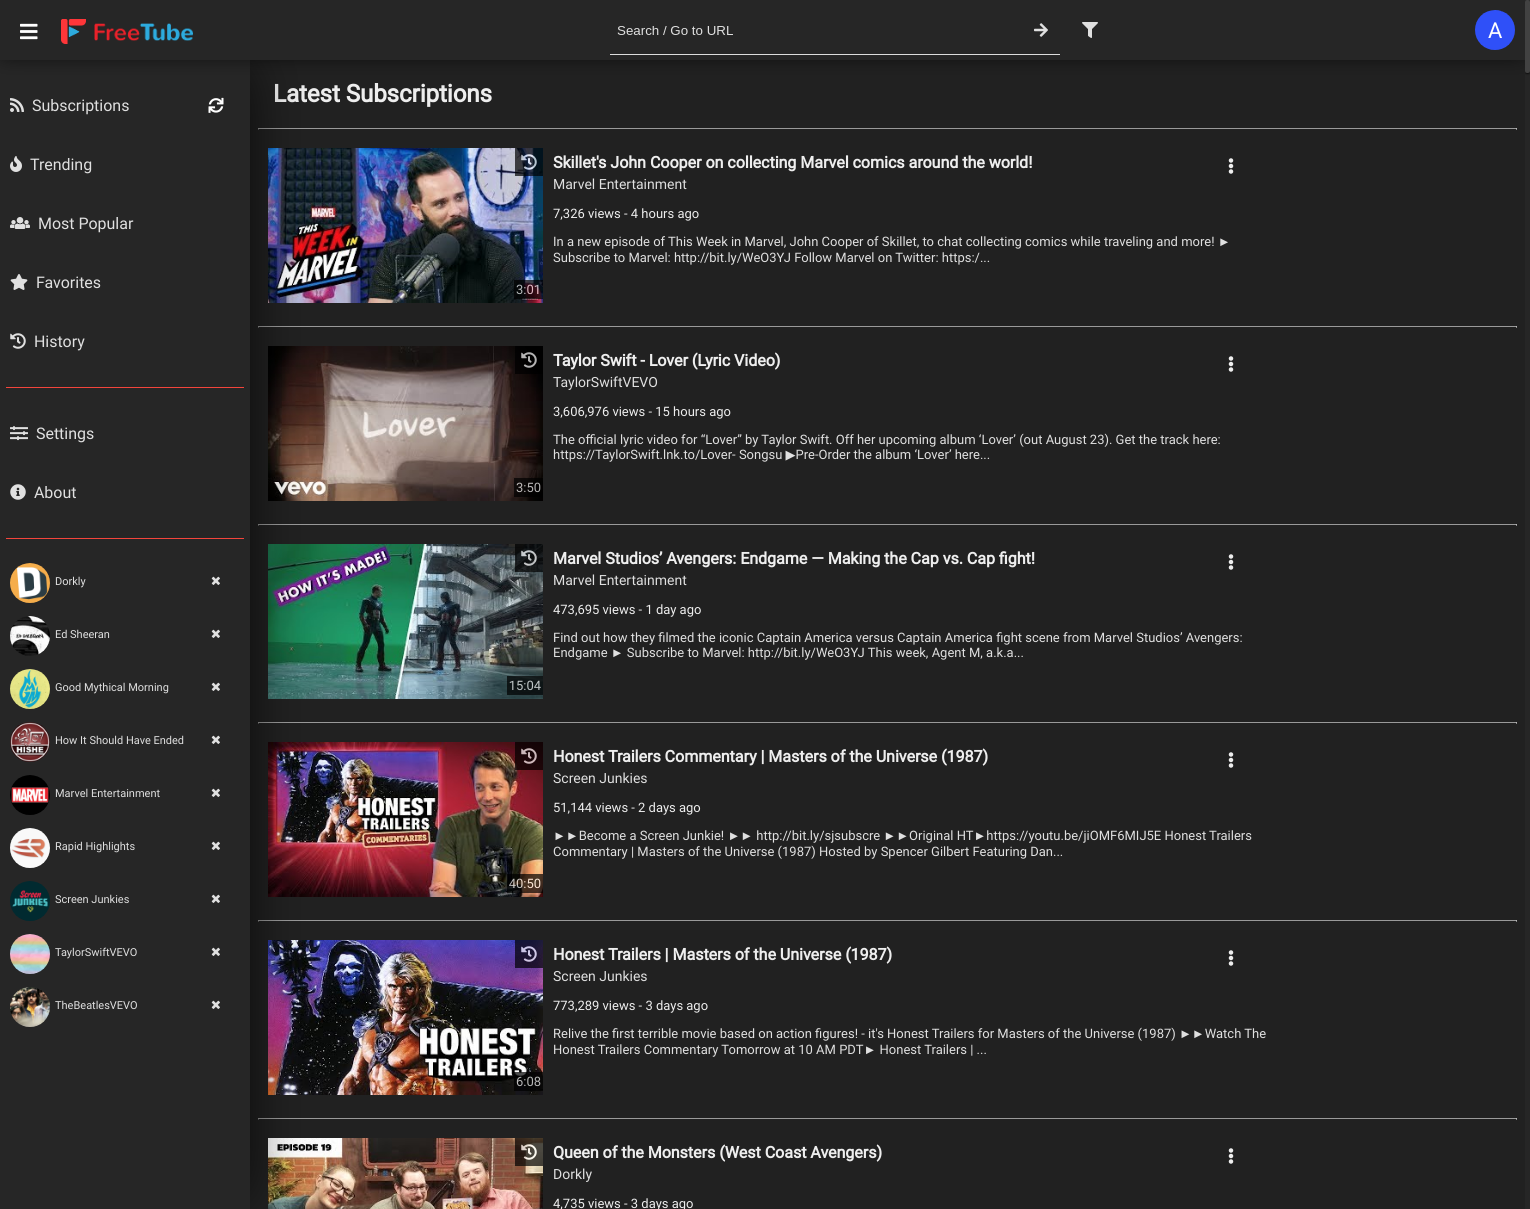 FreeTube
Search / Go to URL
A
Subscriptions
Trending
Most Popular
Favorites
History
Settings
About
Dorkly
Ed Sheeran
Good Mythical Morning
How It Should Have Ended
Marvel Entertainment
Rapid Highlights
Screen Junkies
TaylorSwiftVEVO
TheBeatlesVEVO
HISHE
MARVEL
Screen
JUNKIES
Latest Subscriptions
MARVEL
THIS
WEEK IN
MARVEL
3:01
Skillet's John Cooper on collecting Marvel comics around the world!
Marvel Entertainment
7,326 views - 4 hours ago
In a new episode of This Week in Marvel, John Cooper of Skillet, to chat collecting comics while traveling and more! ►
Subscribe to Marvel: http://bit.ly/WeO3YJ Follow Marvel on Twitter: https:/...
Lover
vevo
3:50
Taylor Swift - Lover (Lyric Video)
TaylorSwiftVEVO
3,606,976 views - 15 hours ago
The official lyric video for “Lover” by Taylor Swift. Off her upcoming album ‘Lover’ (out August 23). Get the track here:
https://TaylorSwift.lnk.to/Lover- Songsu ▶Pre-Order the album ‘Lover’ here...
HOW IT'S MADE!
15:04
Marvel Studios’ Avengers: Endgame — Making the Cap vs. Cap fight!
Marvel Entertainment
473,695 views - 1 day ago
Find out how they filmed the iconic Captain America versus Captain America fight scene from Marvel Studios’ Avengers:
Endgame ► Subscribe to Marvel: http://bit.ly/WeO3YJ This week, Agent M, a.k.a...
HONEST
TRAILERS
COMMENTARIES
40:50
Honest Trailers Commentary | Masters of the Universe (1987)
Screen Junkies
51,144 views - 2 days ago
►►Become a Screen Junkie! ►► http://bit.ly/sjsubscre ►►Original HT►https://youtu.be/jiOMF6MIJ5E Honest Trailers
Commentary | Masters of the Universe (1987) Hosted by Spencer Gilbert Featuring Dan...
HONEST
TRAILERS
6:08
Honest Trailers | Masters of the Universe (1987)
Screen Junkies
773,289 views - 3 days ago
Relive the first terrible movie based on action figures! - it's Honest Trailers for Masters of the Universe (1987) ►►Watch The
Honest Trailers Commentary Tomorrow at 10 AM PDT► Honest Trailers | ...
EPISODE 19
Queen of the Monsters (West Coast Avengers)
Dorkly
4,735 views - 3 days ago